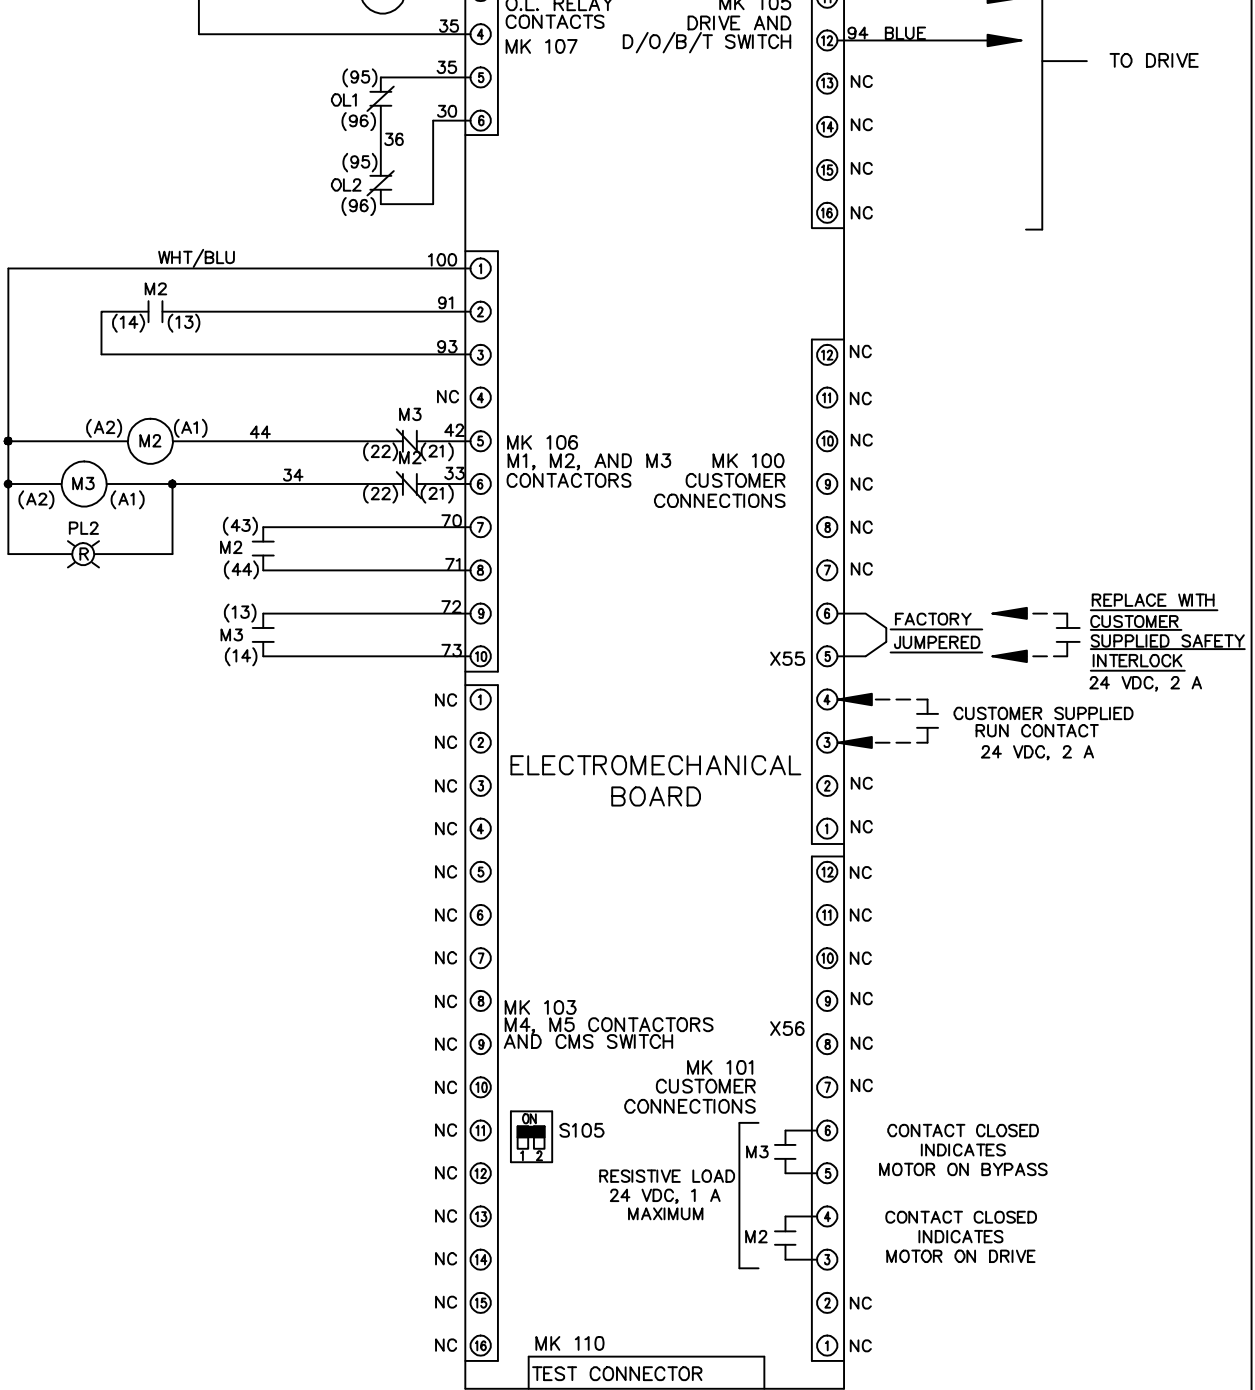 O.L. RELAY
CONTACTS
MK 107
MK 105
DRIVE AND
D/O/B/T SWITCH
35
4
35
5
30
6
(95)
OL1
(96)
36
(95)
OL2
(96)
11
12
94 BLUE
13 NC
14 NC
15 NC
16 NC
TO DRIVE
WHT/BLU
100
1
M2
(14) (13)
91
2
93
3
NC 4
M3
(A2) M2 (A1)
44
(22) (21)
42
5
M2
(A2) M3 (A1)
34
(22) (21)
33
6
PL2
R
(43)
M2
(44)
70
7
71
8
(13)
M3
(14)
72
9
73
10
MK 106
M1, M2, AND M3
CONTACTORS
MK 100
CUSTOMER
CONNECTIONS
12 NC
11 NC
10 NC
9 NC
8 NC
7 NC
6
X55
5
FACTORY
JUMPERED
REPLACE WITH
CUSTOMER
SUPPLIED SAFETY
INTERLOCK
24 VDC, 2 A
4
3
CUSTOMER SUPPLIED
RUN CONTACT
24 VDC, 2 A
2 NC
1 NC
ELECTROMECHANICAL
BOARD
NC 1
NC 2
NC 3
NC 4
NC 5
NC 6
NC 7
NC 8
NC 9
NC 10
NC 11
NC 12
NC 13
NC 14
NC 15
NC 16
MK 103
M4, M5 CONTACTORS
AND CMS SWITCH
ON
1 2
S105
X56
MK 101
CUSTOMER
CONNECTIONS
12 NC
11 NC
10 NC
9 NC
8 NC
7 NC
6
M3
5
CONTACT CLOSED
INDICATES
MOTOR ON BYPASS
RESISTIVE LOAD
24 VDC, 1 A
MAXIMUM
4
M2
3
CONTACT CLOSED
INDICATES
MOTOR ON DRIVE
2 NC
1 NC
MK 110
TEST CONNECTOR